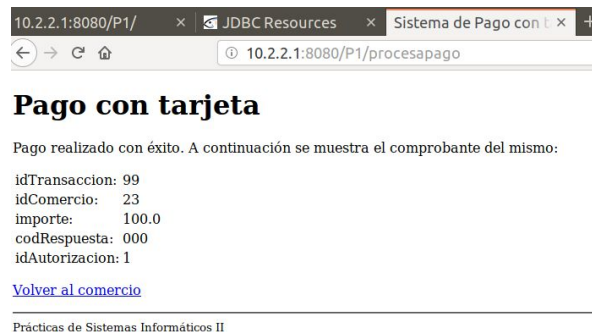 10.2.2.1:8080/P1/ × JDBC Resources × Sistema de Pago con t × +
10.2.2.1:8080/P1/procesapago
Pago con tarjeta
Pago realizado con éxito. A continuación se muestra el comprobante del mismo:
idTransaccion: 99
idComercio: 23
importe: 100.0
codRespuesta: 000
idAutorizacion: 1
Volver al comercio
Prácticas de Sistemas Informáticos II